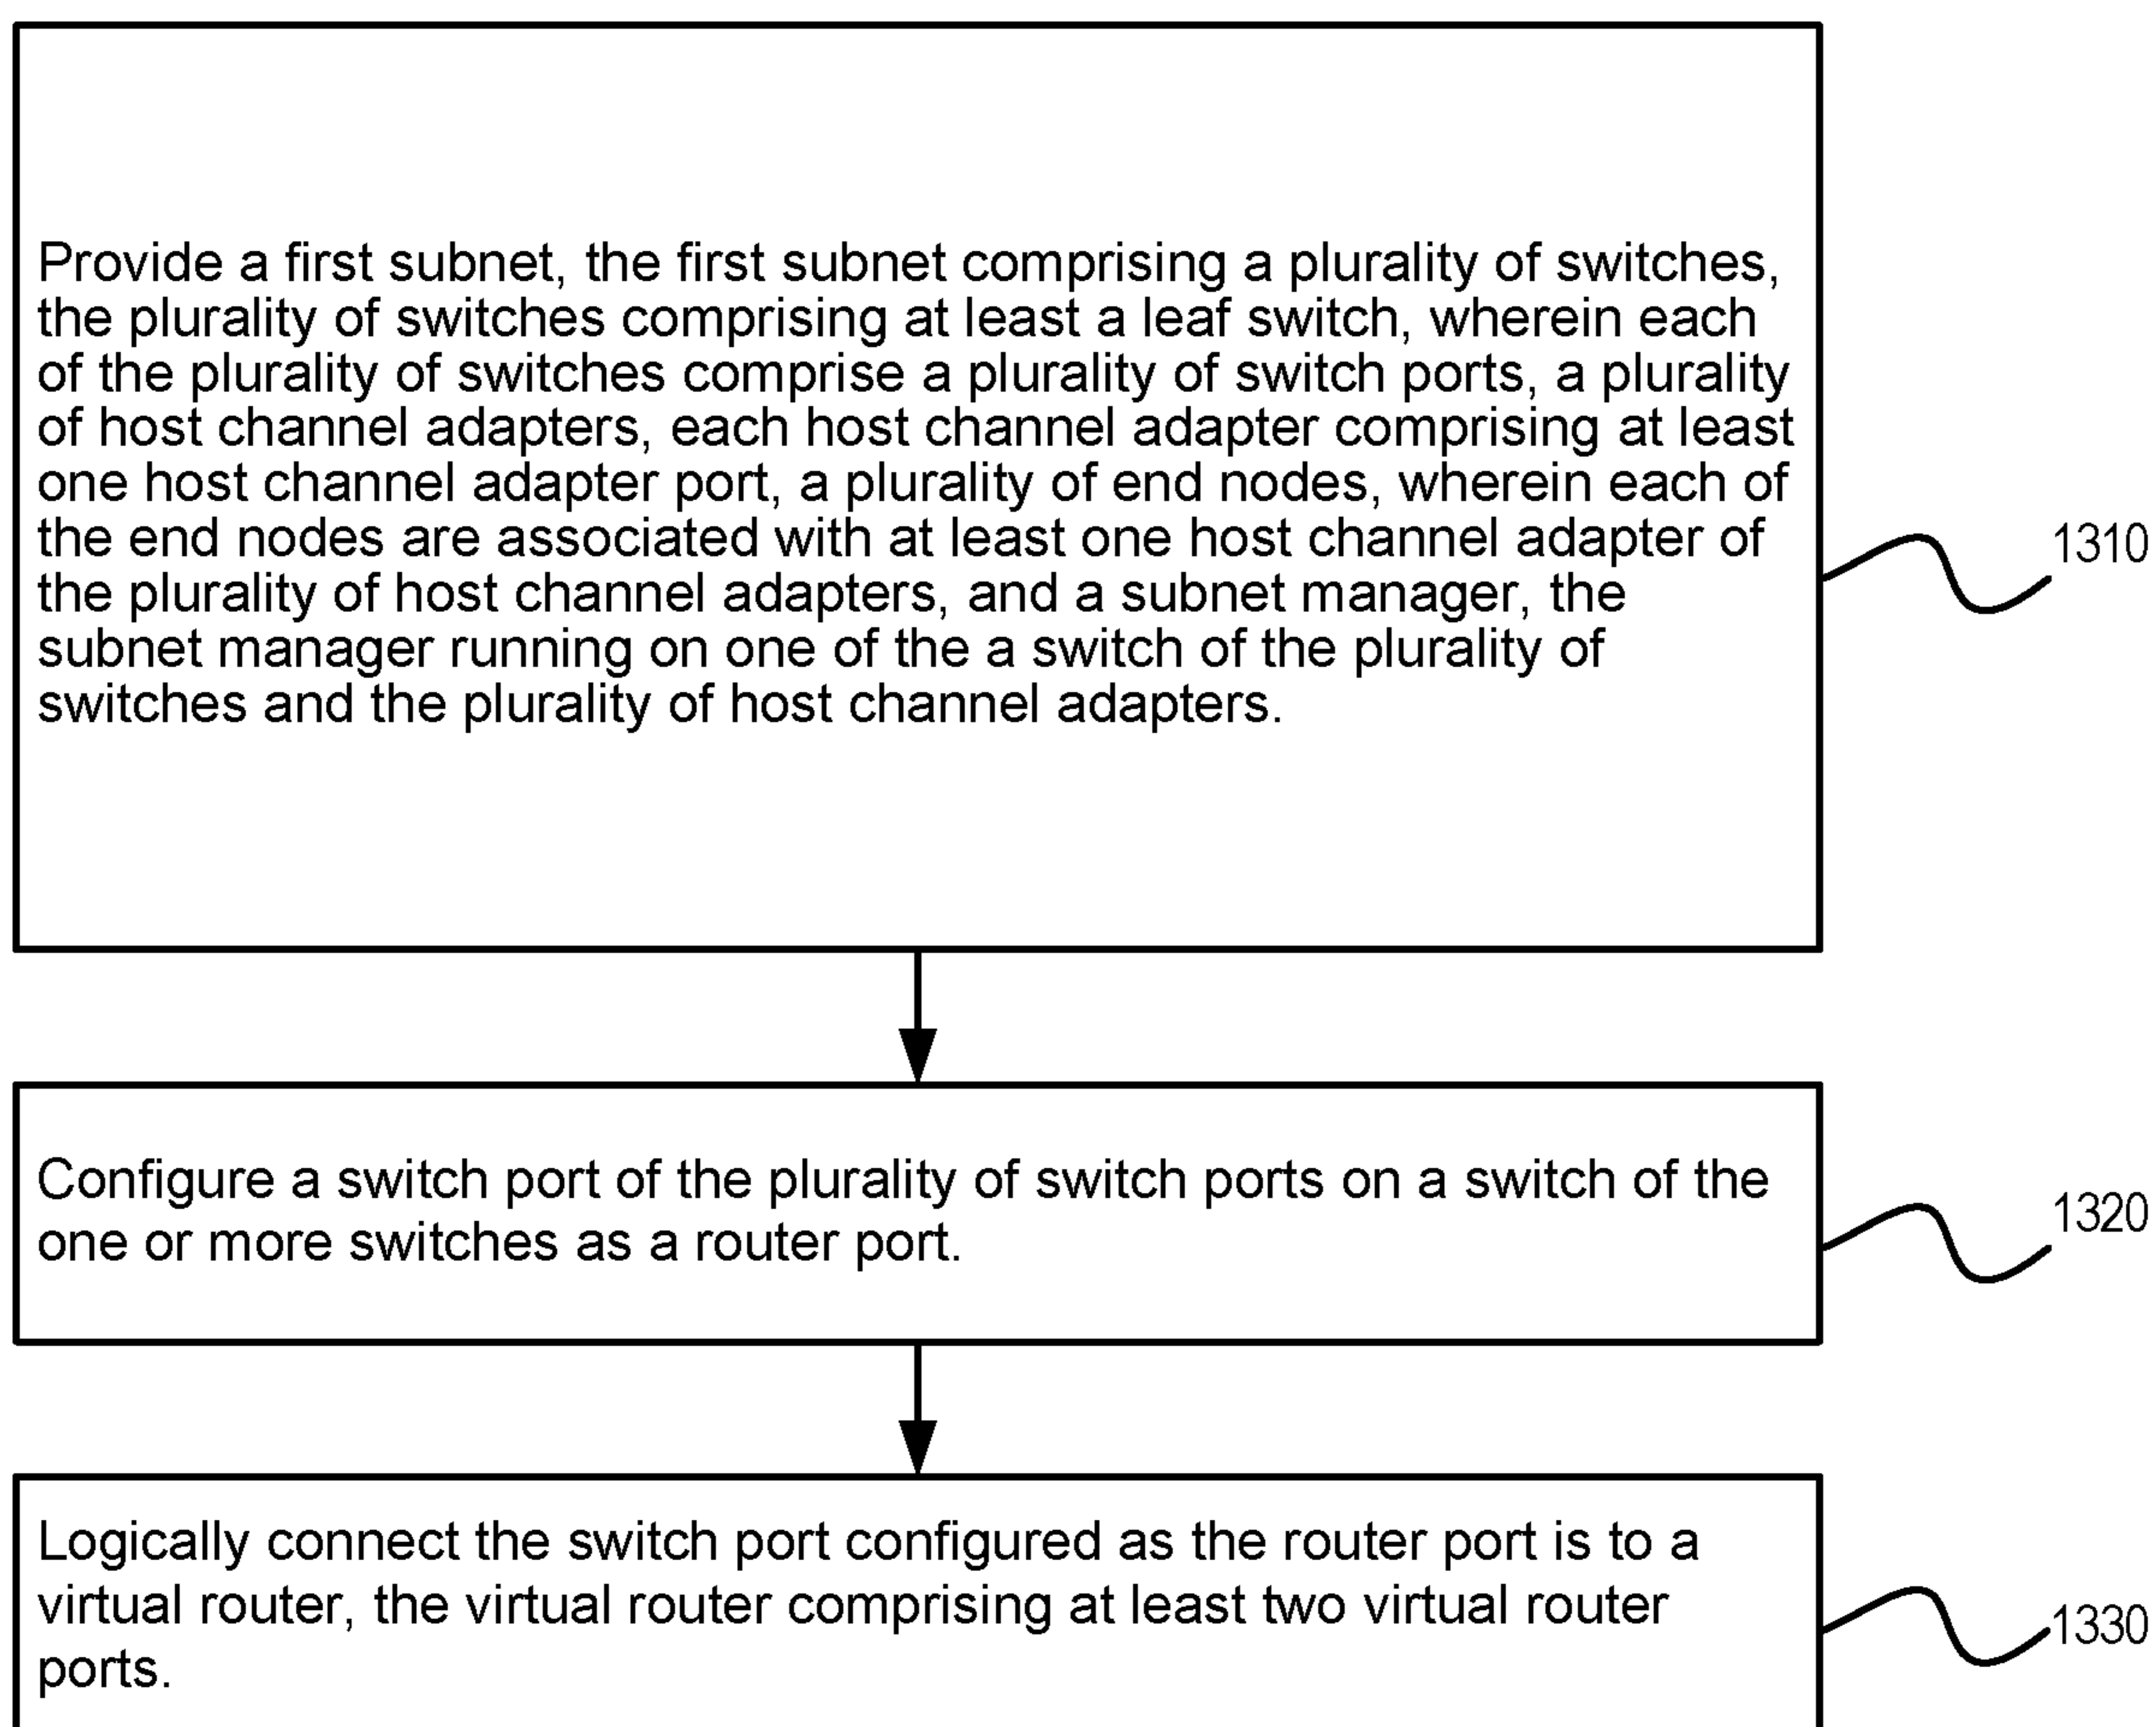 Provide a first subnet, the first subnet comprising a plurality of switches,
the plurality of switches comprising at least a leaf switch, wherein each
of the plurality of switches comprise a plurality of switch ports, a plurality
of host channel adapters, each host channel adapter comprising at least
one host channel adapter port, a plurality of end nodes, wherein each of
the end nodes are associated with at least one host channel adapter of
the plurality of host channel adapters, and a subnet manager, the
subnet manager running on one of the a switch of the plurality of
switches and the plurality of host channel adapters.
1310
Configure a switch port of the plurality of switch ports on a switch of the
one or more switches as a router port.
1320
Logically connect the switch port configured as the router port is to a
virtual router, the virtual router comprising at least two virtual router
ports.
1330